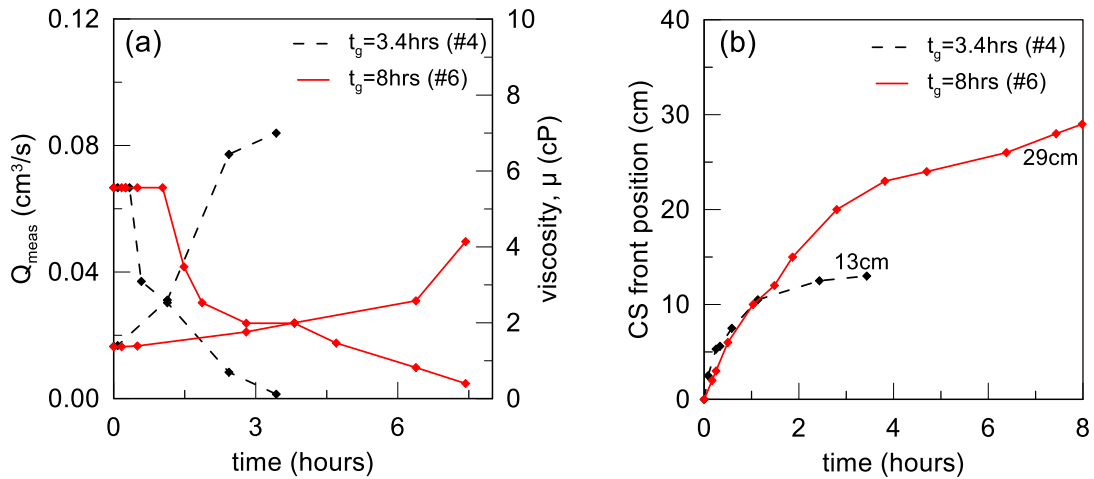 (a)
t_g=3.4hrs (#4)
t_g=8hrs (#6)
0.12
0.08
0.04
0.00
Q_meas (cm³/s)
10
8
6
4
2
0
viscosity, µ (cP)
0
3
6
time (hours)
(b)
t_g=3.4hrs (#4)
t_g=8hrs (#6)
40
30
20
10
0
CS front position (cm)
29cm
13cm
0
2
4
6
8
time (hours)